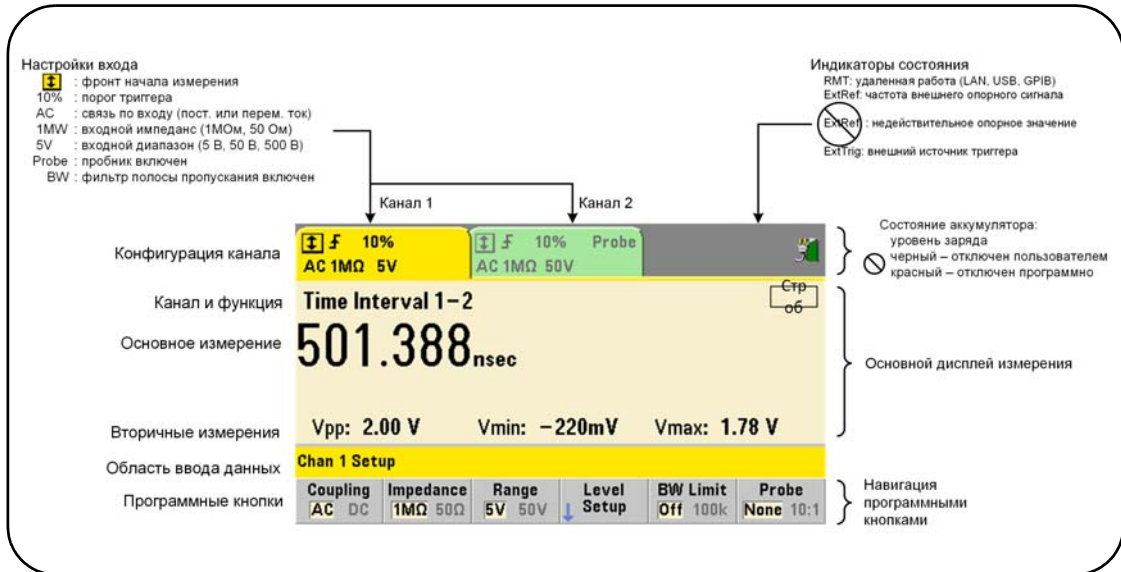 Настройки входа
: фронт начала измерения
10% : порог триггера
AC : связь по входу (пост. или перем. ток)
1MW : входной импеданс (1МОм, 50 Ом)
5V : входной диапазон (5 В, 50 В, 500 В)
Probe : пробник включен
BW : фильтр полосы пропускания включен
Индикаторы состояния
RMT: удаленная работа (LAN, USB, GPIB)
ExtRef: частота внешнего опорного сигнала
ExtRef : недействительное опорное значение
ExtTrig: внешний источник триггера
Канал 1
Канал 2
Конфигурация канала
10%
AC 1MΩ 5V
10% Probe
AC 1MΩ 50V
Состояние аккумулятора:
уровень заряда
черный – отключен пользователем
красный – отключен программно
Канал и функция
Time Interval 1-2
Стр
об
Основное измерение
501.388 nsec
Основной дисплей измерения
Вторичные измерения
Vpp: 2.00 V Vmin: -220mV Vmax: 1.78 V
Область ввода данных
Chan 1 Setup
Программные кнопки
Coupling Impedance Range Level BW Limit Probe
AC DC 1MΩ 50Ω 5V 50V Setup Off 100k None 10:1
Навигация
программными
кнопками